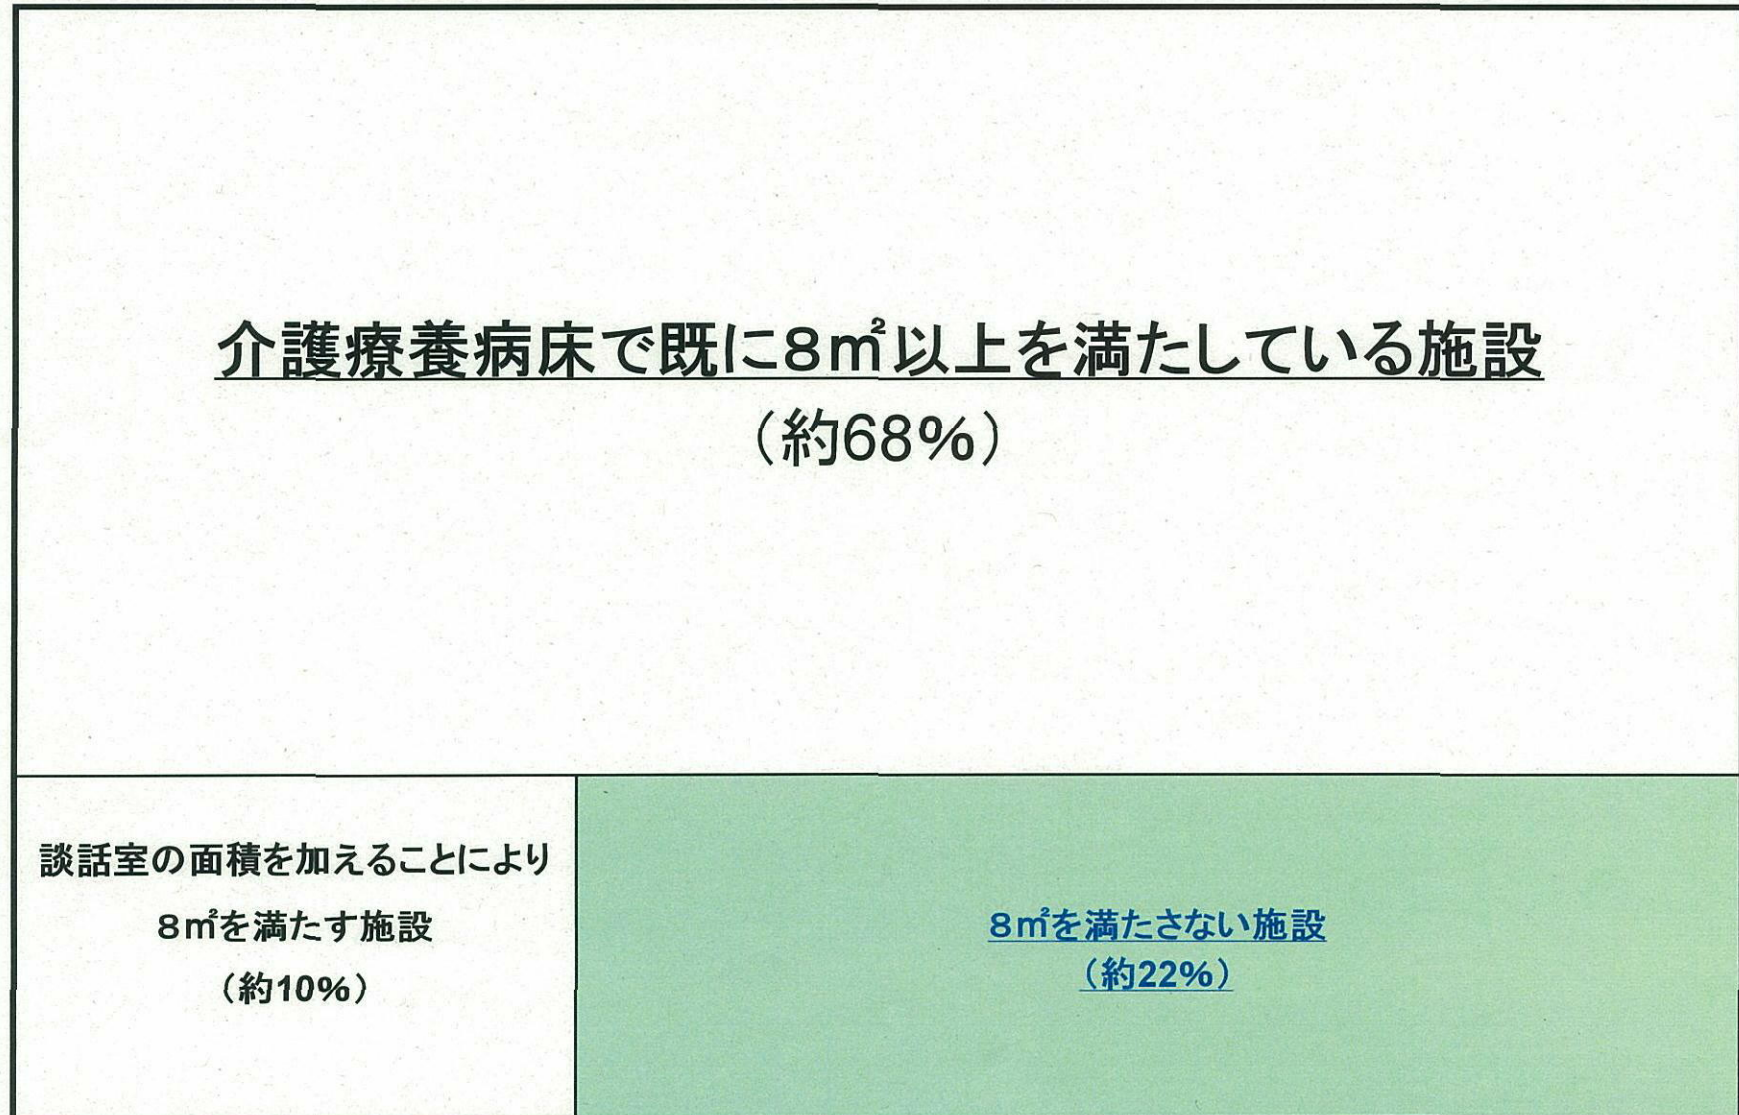 介護療養病床で既に8㎡以上を満たしている施設
（約68%）
談話室の面積を加えることにより
8㎡を満たす施設
（約10%）
8㎡を満たさない施設
（約22%）